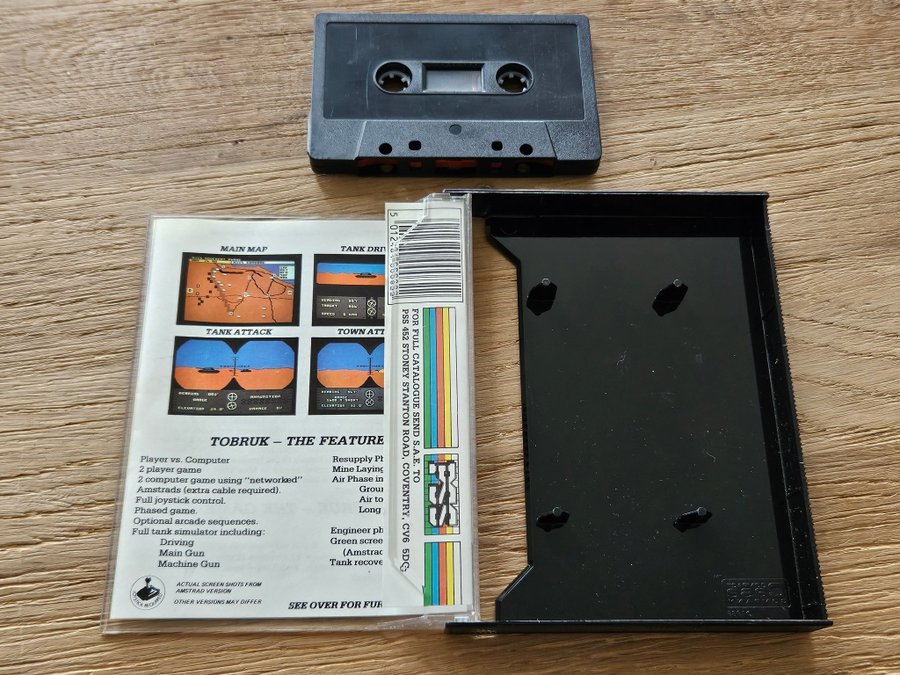 MAIN MAP
TANK DRIV
TANK ATTACK
TOWN ATT
TOBRUK – THE FEATURE
Player vs. Computer
2 player game
2 computer game using "networked"
Amstrads (extra cable required).
Full joystick control.
Phased game.
Optional arcade sequences.
Full tank simulator including:
Driving
Main Gun
Machine Gun
Resupply Ph
Mine Laying
Air Phase in
Grou
Air to
Long
Engineer ph
Green scree
(Amstrac
Tank recove
ACTUAL SCREEN SHOTS FROM
AMSTRAD VERSION
OTHER VERSIONS MAY DIFFER
SEE OVER FOR FUR
FOR FULL CATALOGUE SEND S.A.E. TO
PSS 452 STONEY STANTON ROAD, COVENTRY, CV6 5DG.
PSS